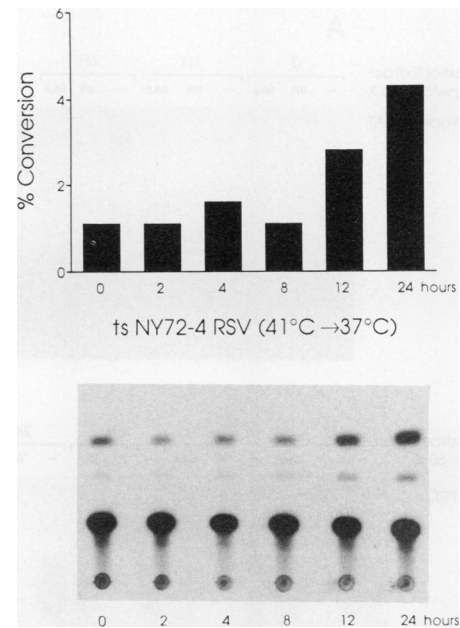 6
4
2
0
% Conversion
0 2 4 8 12 24 hours
ts NY72-4 RSV (41°C →37°C)
0 2 4 8 12 24 hours